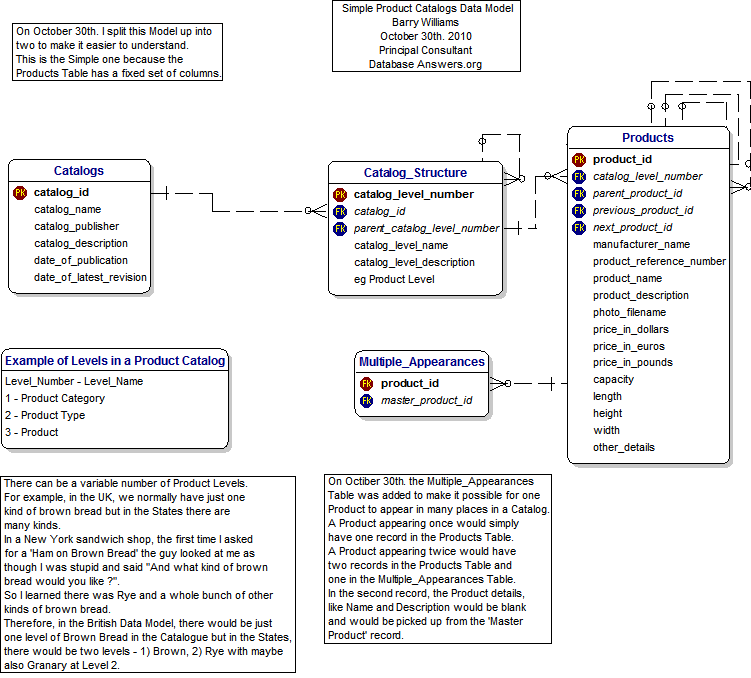 Simple Product Catalogs Data Model
Barry Williams
October 30th. 2010
Principal Consultant
Database Answers.org
On October 30th. I split this Model up into
two to make it easier to understand.
This is the Simple one because the
Products Table has a fixed set of columns.
Catalogs
PK catalog_id
catalog_name
catalog_publisher
catalog_description
date_of_publication
date_of_latest_revision
Catalog_Structure
PK catalog_level_number
FK catalog_id
FK parent_catalog_level_number
catalog_level_name
catalog_level_description
eg Product Level
Products
PK product_id
FK catalog_level_number
FK parent_product_id
FK previous_product_id
FK next_product_id
manufacturer_name
product_reference_number
product_name
product_description
photo_filename
price_in_dollars
price_in_euros
price_in_pounds
capacity
length
height
width
other_details
Example of Levels in a Product Catalog
Level_Number - Level_Name
1 - Product Category
2 - Product Type
3 - Product
Multiple_Appearances
PK product_id
FK master_product_id
There can be a variable number of Product Levels.
For example, in the UK, we normally have just one
kind of brown bread but in the States there are
many kinds.
In a New York sandwich shop, the first time I asked
for a 'Ham on Brown Bread' the guy looked at me as
though I was stupid and said "And what kind of brown
bread would you like ?".
So I learned there was Rye and a whole bunch of other
kinds of brown bread.
Therefore, in the British Data Model, there would be just
one level of Brown Bread in the Catalogue but in the States,
there would be two levels - 1) Brown, 2) Rye with maybe
also Granary at Level 2.
On Octiber 30th. the Multiple_Appearances
Table was added to make it possible for one
Product to appear in many places in a Catalog.
A Product appearing once would simply
have one record in the Products Table.
A Product appearing twice would have
two records in the Products Table and
one in the Multiple_Appearances Table.
In the second record, the Product details,
like Name and Description would be blank
and would be picked up from the 'Master
Product' record.